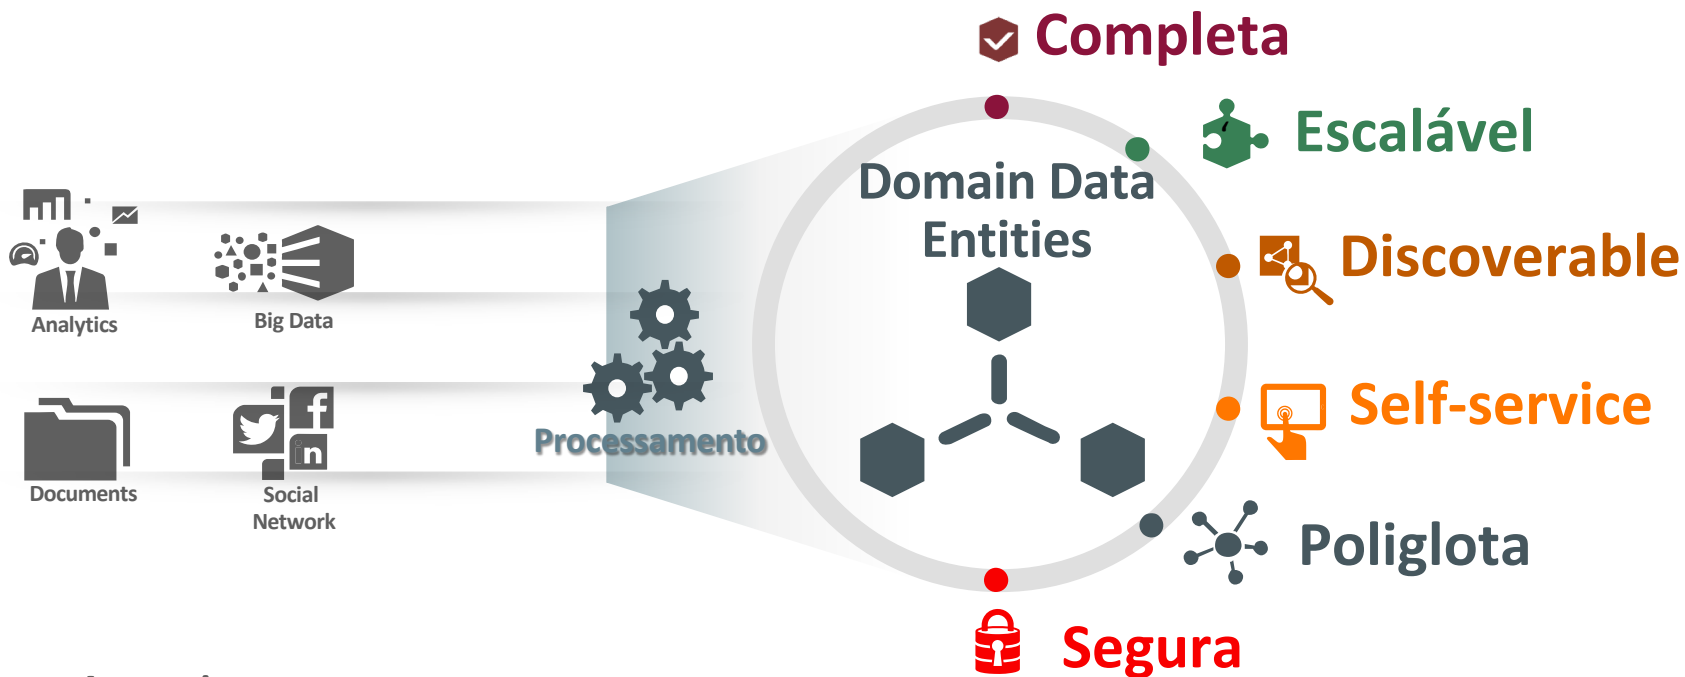 Completa
Escalável
Domain Data
Entities
Discoverable
Analytics
Big Data
Self-service
Processamento
Documents
Social
Network
Poliglota
Segura